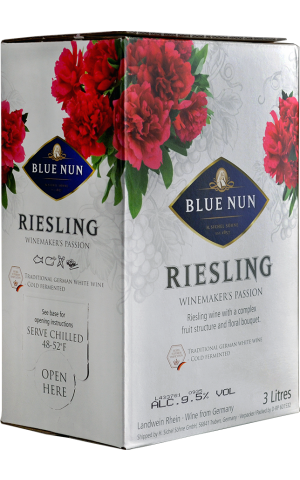 BLUE NUN
RIESLING
WINEMAKER'S PASSION
TRADITIONAL GERMAN WHITE WINE
COLD FERMENTED
See base for
opening instructions
SERVE CHILLED
48-52°F
OPEN
HERE
BLUE NUN
RIESLING
WINEMAKER'S PASSION
Riesling wine with a complex
fruit structure and floral bouquet.
TRADITIONAL GERMAN WHITE WINE
COLD FERMENTED
ALC.9.5% VOL
3 Litres
Landwein Rhein · Wine from Germany